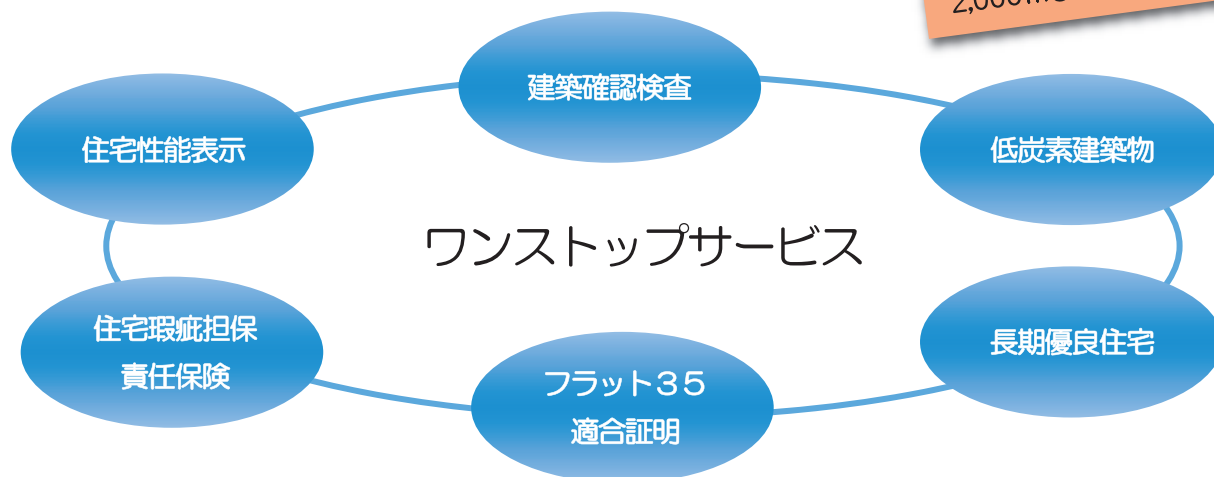 2,000
建築確認検査
住宅性能表示
低炭素建築物
ワンストップサービス
住宅瑕疵担保
責任保険
長期優良住宅
フラット３５
適合証明